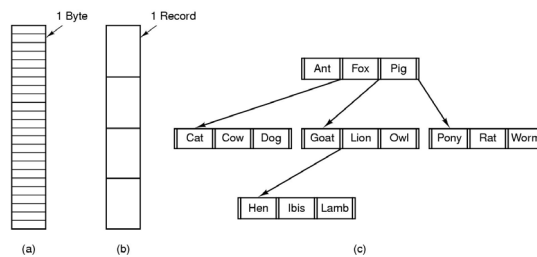 1 Byte
1 Record
Ant Fox Pig
Cat Cow Dog
Goat Lion Owl
Pony Rat Worm
Hen Ibis Lamb
(a)
(b)
(c)